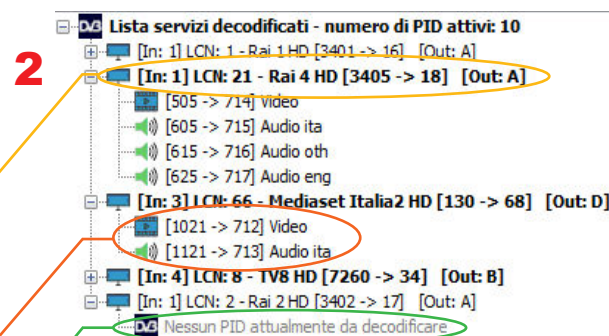 DVB Lista servizi decodificati - numero di PID attivi: 10
[In: 1] LCN: 1 - Rai 1 HD [3401 -> 16] [Out: A]
2
[In: 1] LCN: 21 - Rai 4 HD [3405 -> 18] [Out: A]
[505 -> 714] Video
[605 -> 715] Audio ita
[615 -> 716] Audio oth
[625 -> 717] Audio eng
[In: 3] LCN: 66 - Mediaset Italia2 HD [130 -> 68] [Out: D]
[1021 -> 712] Video
[1121 -> 713] Audio ita
[In: 4] LCN: 8 - TV8 HD [7260 -> 34] [Out: B]
[In: 1] LCN: 2 - Rai 2 HD [3402 -> 17] [Out: A]
DVB Nessun PID attualmente da decodificare